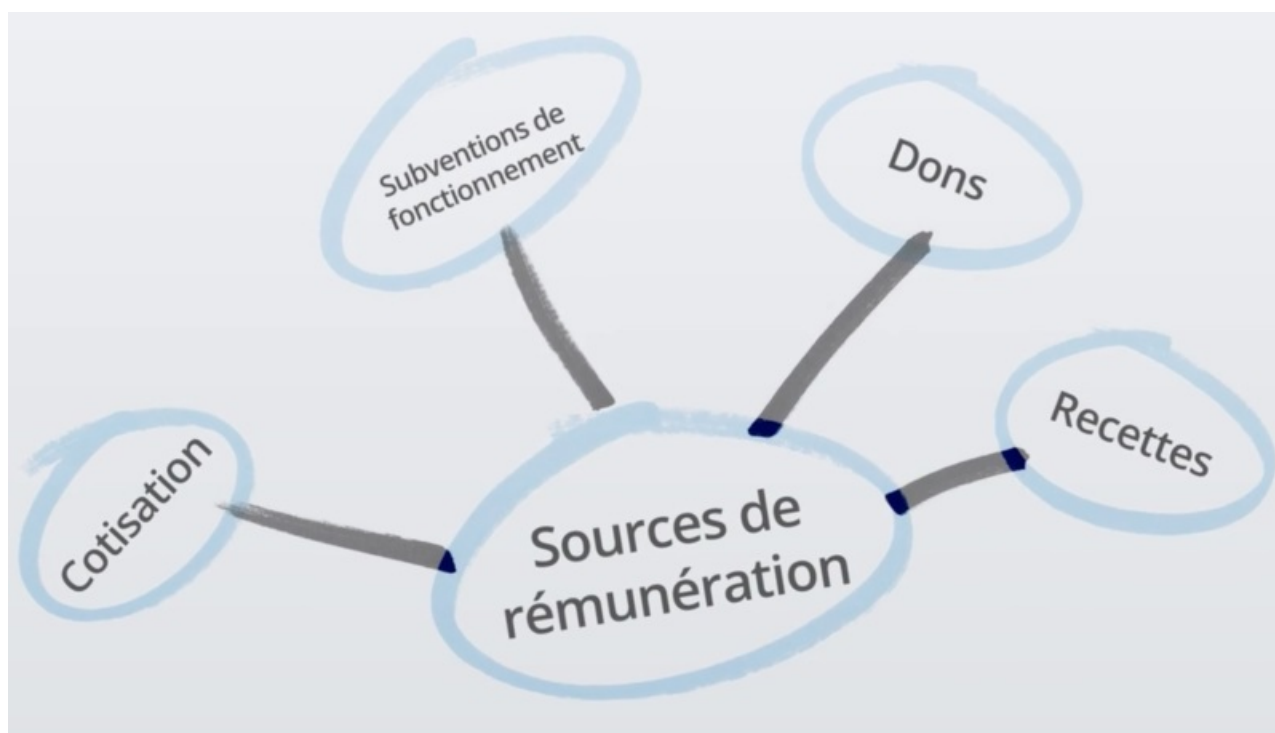 Subventions de
fonctionnement
Dons
Recettes
Cotisation
Sources de
rémunération